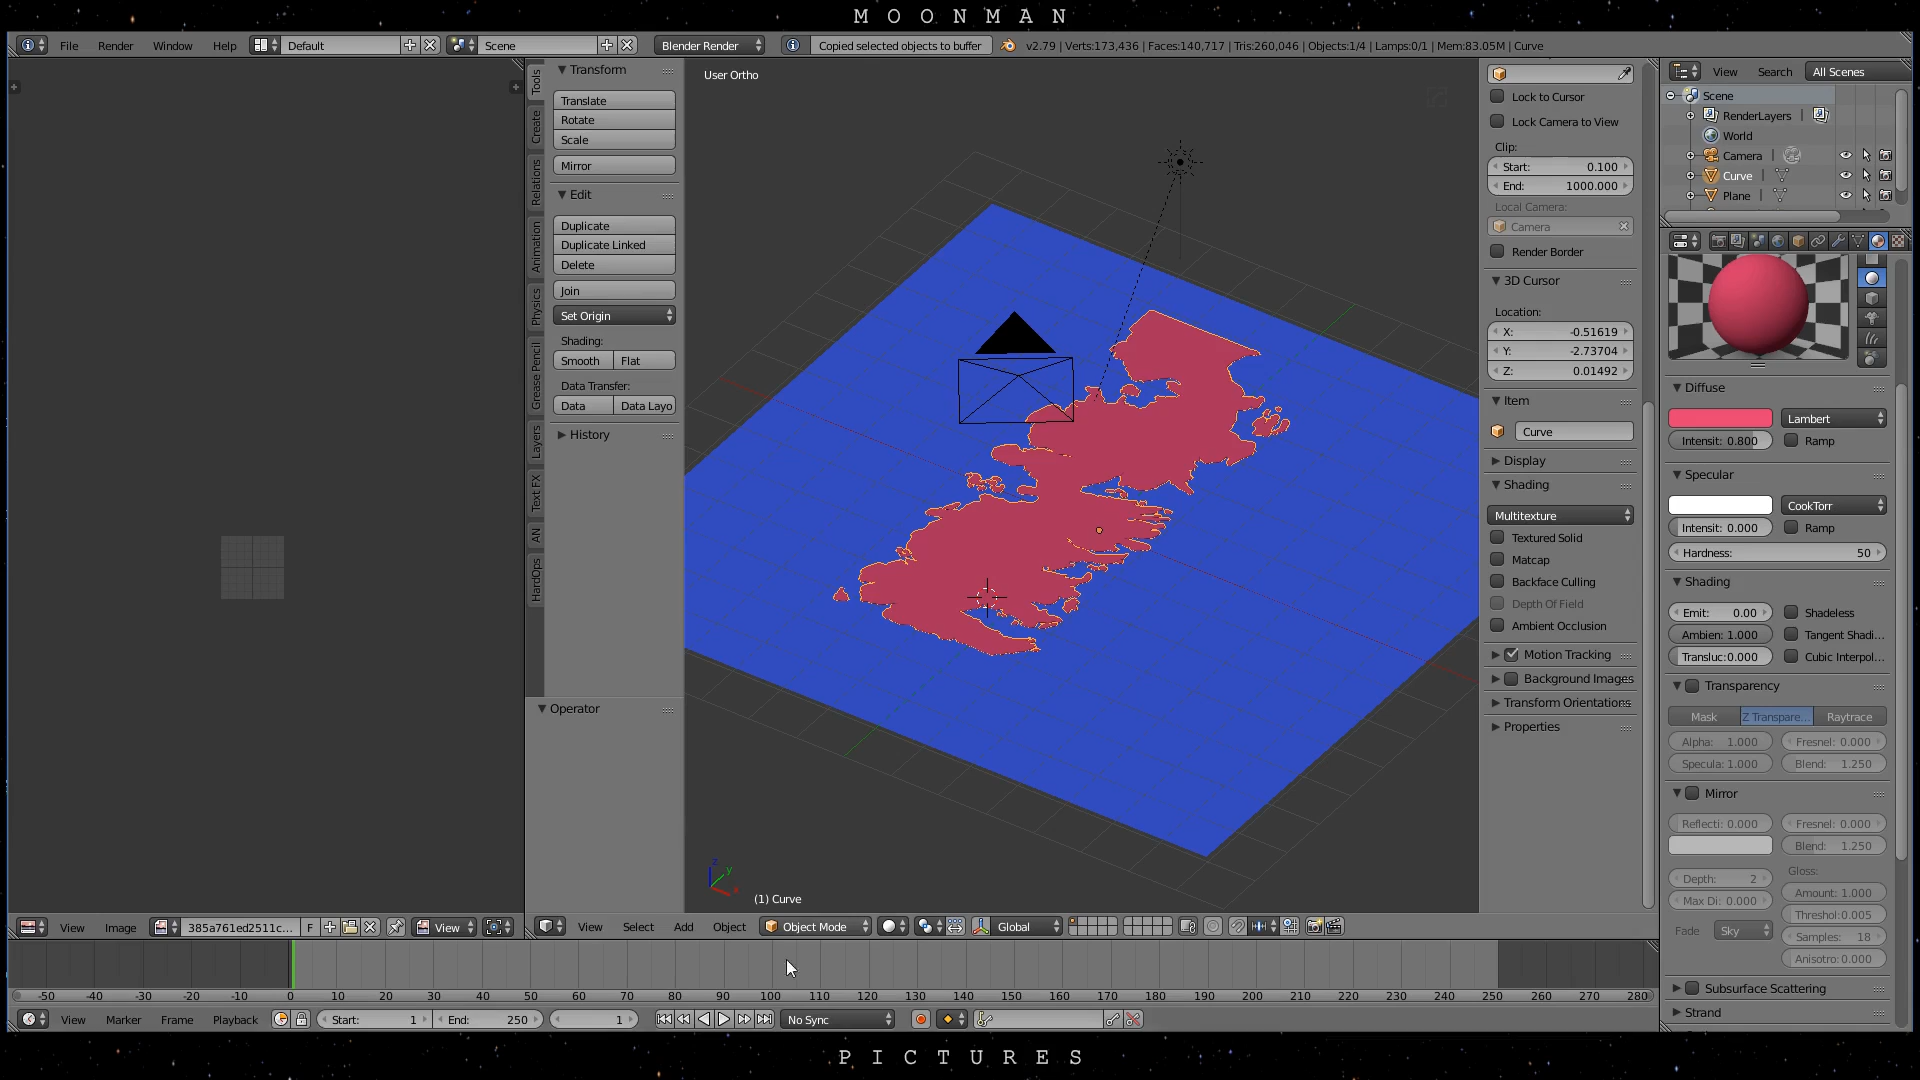 MOONMAN
File Render Window Help Default Scene Blender Render Copied selected objects to buffer v2.79 | Verts:173,436 | Faces:140,717 | Tris:260,046 | Objects:1/4 | Lamps:0/1 | Mem:83.05M | Curve
Tools
Create
Relations
Animation
Physics
Grease Pencil
Layers
Text FX
AN
HardOps
Transform
Translate
Rotate
Scale
Mirror
Edit
Duplicate
Duplicate Linked
Delete
Join
Set Origin
Shading:
Smooth Flat
Data Transfer:
Data Data Layo
History
Operator
User Ortho
z
y
x
(1) Curve
Lock to Cursor
Lock Camera to View
Clip:
Start: 0.100
End: 1000.000
Local Camera:
Camera
Render Border
3D Cursor
Location:
X: -0.51619
Y: -2.73704
Z: 0.01492
Item
Curve
Display
Shading
Multitexture
Textured Solid
Matcap
Backface Culling
Depth Of Field
Ambient Occlusion
Motion Tracking
Background Images
Transform Orientations
Properties
View Search All Scenes
Scene
RenderLayers
World
Camera
Curve
Plane
Diffuse
Lambert
Intensit: 0.800 Ramp
Specular
CookTorr
Intensit: 0.000 Ramp
Hardness: 50
Shading
Emit: 0.00 Shadeless
Ambien: 1.000 Tangent Shadi...
Transluc:0.000 Cubic Interpol...
Transparency
Mask Z Transpare... Raytrace
Alpha: 1.000 Fresnel: 0.000
Specula: 1.000 Blend: 1.250
Mirror
Reflecti: 0.000 Fresnel: 0.000
Blend: 1.250
Gloss:
Depth: 2
Amount: 1.000
Max Di: 0.000
Threshol:0.005
Fade Sky
Samples: 18
Anisotro:0.000
Subsurface Scattering
Strand
View Image 385a761ed2511c... F View
View Select Add Object Object Mode Global
-50 -40 -30 -20 -10 0 10 20 30 40 50 60 70 80 90 100 110 120 130 140 150 160 170 180 190 200 210 220 230 240 250 260 270 280
View Marker Frame Playback Start: 1 End: 250 1 No Sync
PICTURES